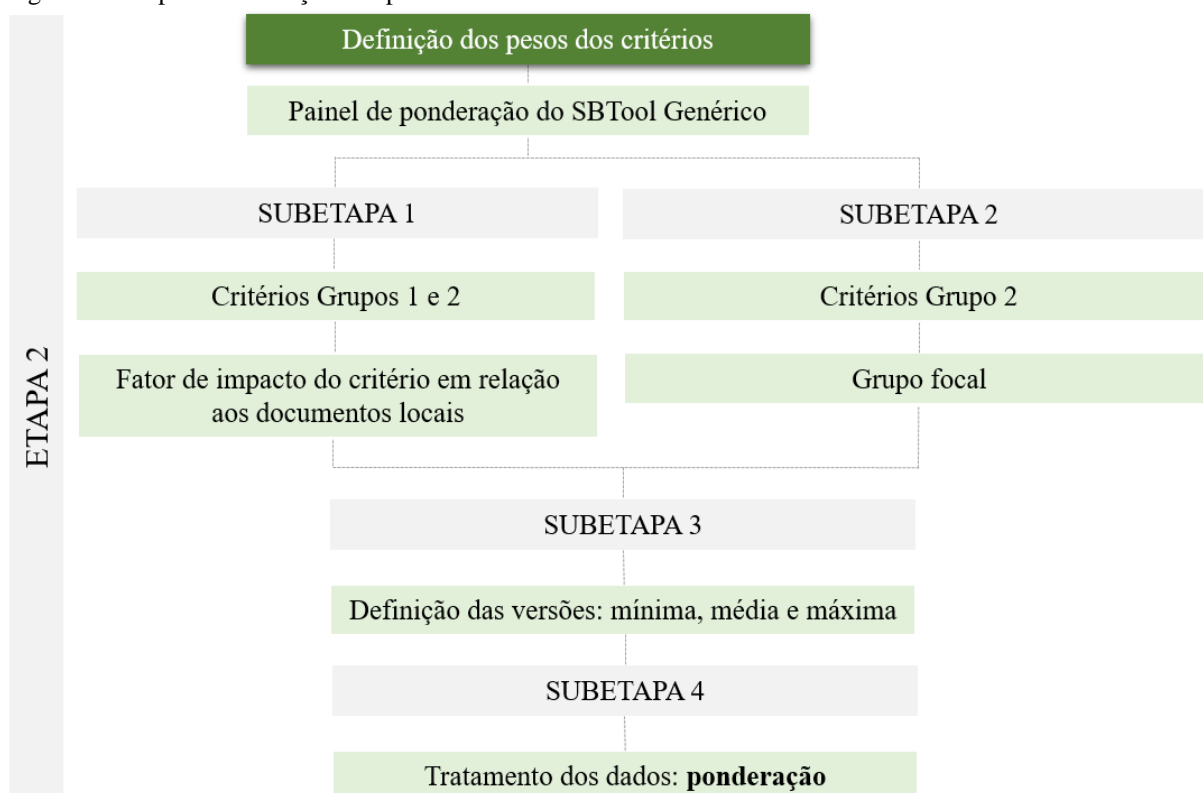 Definição dos pesos dos critérios
Painel de ponderação do SBTool Genérico
SUBETAPA 1
SUBETAPA 2
Critérios Grupos 1 e 2
Critérios Grupo 2
Fator de impacto do critério em relação
aos documentos locais
Grupo focal
ETAPA 2
SUBETAPA 3
Definição das versões: mínima, média e máxima
SUBETAPA 4
Tratamento dos dados: ponderação